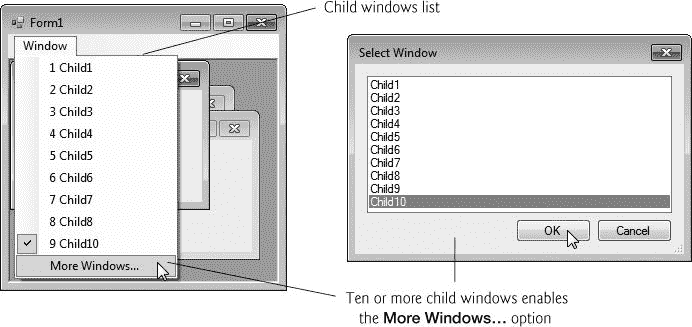 Child windows list
Form1
Window
1 Child1
2 Child2
3 Child3
4 Child4
5 Child5
6 Child6
7 Child7
8 Child8
9 Child10
More Windows...
Select Window
Child1
Child2
Child3
Child4
Child5
Child6
Child7
Child8
Child9
Child10
OK
Cancel
Ten or more child windows enables
the More Windows... option